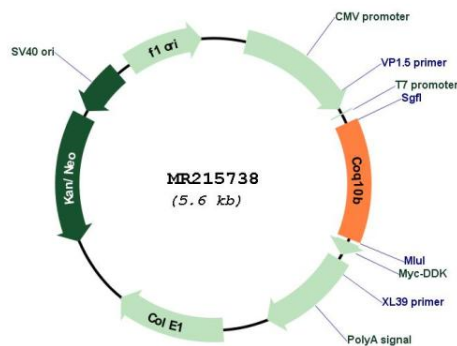 CMV promoter
f1 ori
SV40 ori
VP1.5 primer
T7 promoter
SgfI
Kan/Neo
MR215738
(5.6 kb)
Coq10b
MluI
Myc-DDK
XL39 primer
Col E1
PolyA signal